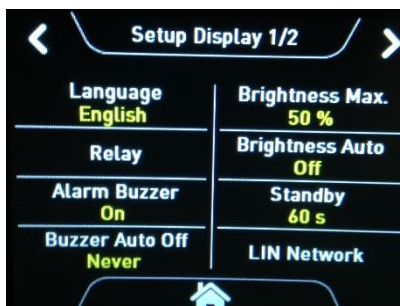 Setup Display 1/2
Language
English
Relay
Alarm Buzzer
On
Buzzer Auto Off
Never
Brightness Max.
50 %
Brightness Auto
Off
Standby
60 s
LIN Network